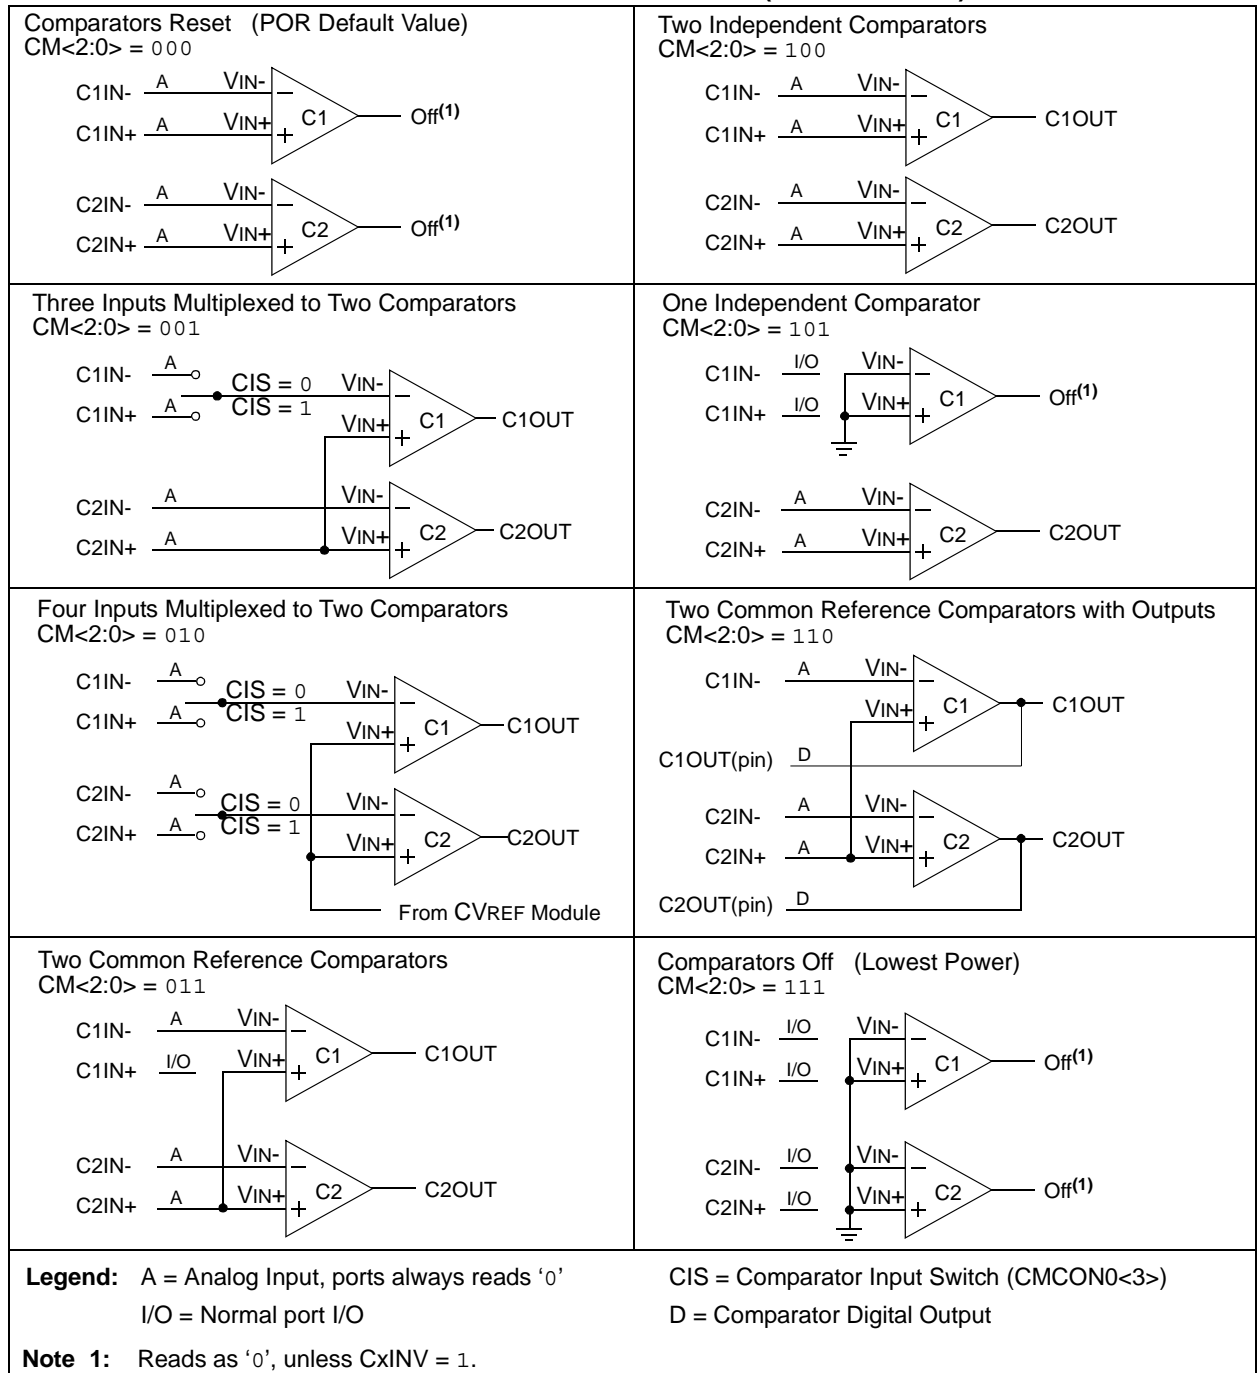 Comparators Reset (POR Default Value)
CM<2:0> = 000
C1IN- A VIN-
C1IN+ A VIN+ C1 Off(1)
C2IN- A VIN-
C2IN+ A VIN+ C2 Off(1)
Two Independent Comparators
CM<2:0> = 100
C1IN- A VIN-
C1IN+ A VIN+ C1 C1OUT
C2IN- A VIN-
C2IN+ A VIN+ C2 C2OUT
Three Inputs Multiplexed to Two Comparators
CM<2:0> = 001
C1IN- A CIS = 0 VIN-
C1IN+ A CIS = 1 VIN+ C1 C1OUT
C2IN- A VIN-
C2IN+ A VIN+ C2 C2OUT
One Independent Comparator
CM<2:0> = 101
C1IN- I/O VIN-
C1IN+ I/O VIN+ C1 Off(1)
C2IN- A VIN-
C2IN+ A VIN+ C2 C2OUT
Four Inputs Multiplexed to Two Comparators
CM<2:0> = 010
C1IN- A CIS = 0 VIN-
C1IN+ A CIS = 1 VIN+ C1 C1OUT
C2IN- A CIS = 0 VIN-
C2IN+ A CIS = 1 VIN+ C2 C2OUT
From CVREF Module
Two Common Reference Comparators with Outputs
CM<2:0> = 110
C1IN- A VIN-
VIN+ C1 C1OUT
C1OUT(pin) D
C2IN- A VIN-
C2IN+ A VIN+ C2 C2OUT
C2OUT(pin) D
Two Common Reference Comparators
CM<2:0> = 011
C1IN- A VIN-
C1IN+ I/O VIN+ C1 C1OUT
C2IN- A VIN-
C2IN+ A VIN+ C2 C2OUT
Comparators Off (Lowest Power)
CM<2:0> = 111
C1IN- I/O VIN-
C1IN+ I/O VIN+ C1 Off(1)
C2IN- I/O VIN-
C2IN+ I/O VIN+ C2 Off(1)
Legend: A = Analog Input, ports always reads ‘0’ CIS = Comparator Input Switch (CMCON0<3>)
I/O = Normal port I/O D = Comparator Digital Output
Note 1: Reads as ‘0’, unless CxINV = 1.